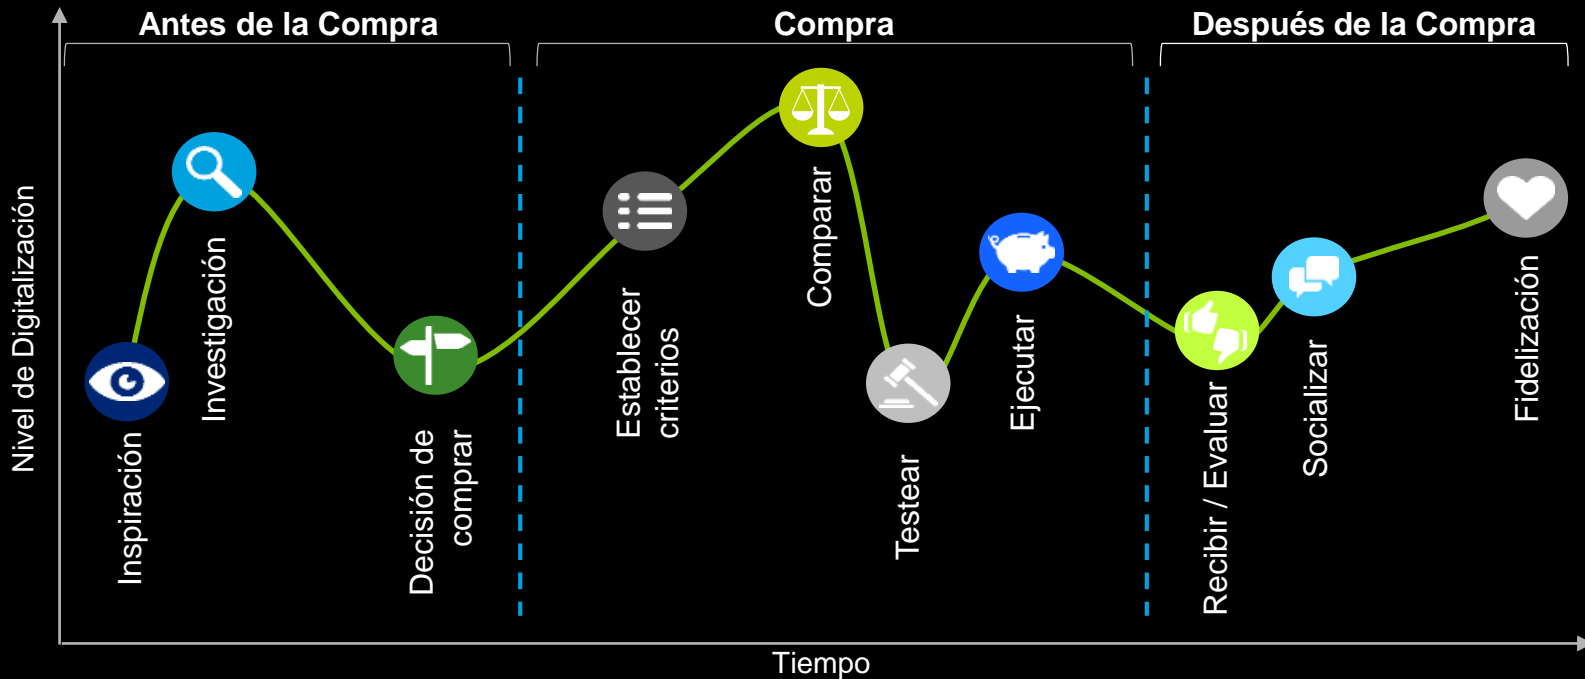 Antes de la Compra
Compra
Después de la Compra
Nivel de Digitalización
Inspiración
Investigación
Decisión de
comprar
Establecer
criterios
Comparar
Testear
Ejecutar
Recibir / Evaluar
Socializar
Fidelización
Tiempo